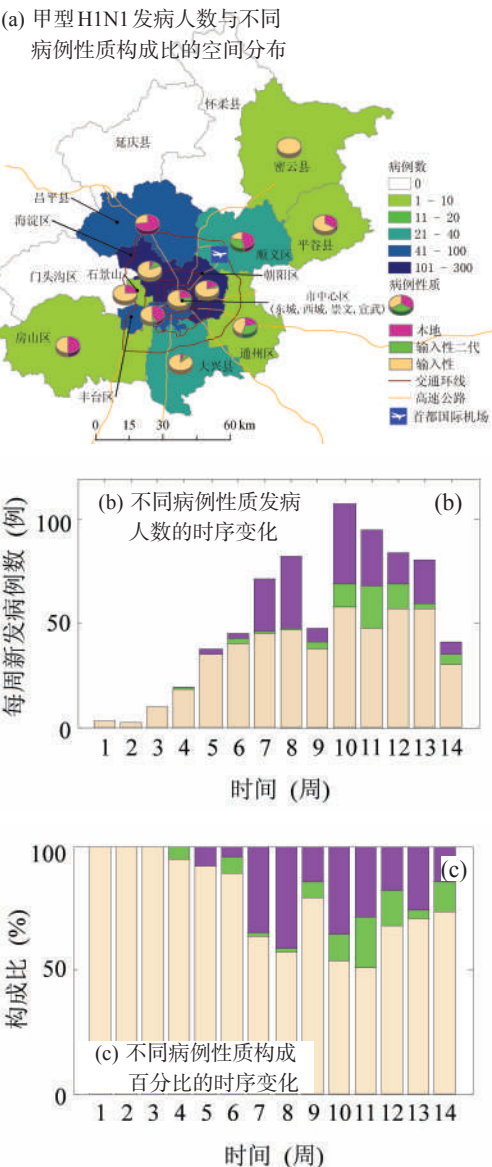 (a) 甲型H1N1发病人数与不同
病例性质构成比的空间分布
怀柔县
延庆县
密云县
昌平县
海淀区
顺义区
平谷县
门头沟区
石景山
朝阳区
市中心区
(东城,西城,崇文,宣武)
房山区
通州区
大兴县
丰台区
0 15 30 60 km
病例数
0
1 - 10
11 - 20
21 - 40
41 - 100
101 - 300
病例性质
本地
输入性二代
输入性
交通环线
高速公路
首都国际机场
(b) 不同病例性质发病
人数的时序变化
(b)
每周新发病例数 (例)
100
50
0
1 2 3 4 5 6 7 8 9 10 11 12 13 14
时间 (周)
(c)
构成比 (%)
100
50
0
(c) 不同病例性质构成
百分比的时序变化
1 2 3 4 5 6 7 8 9 10 11 12 13 14
时间 (周)